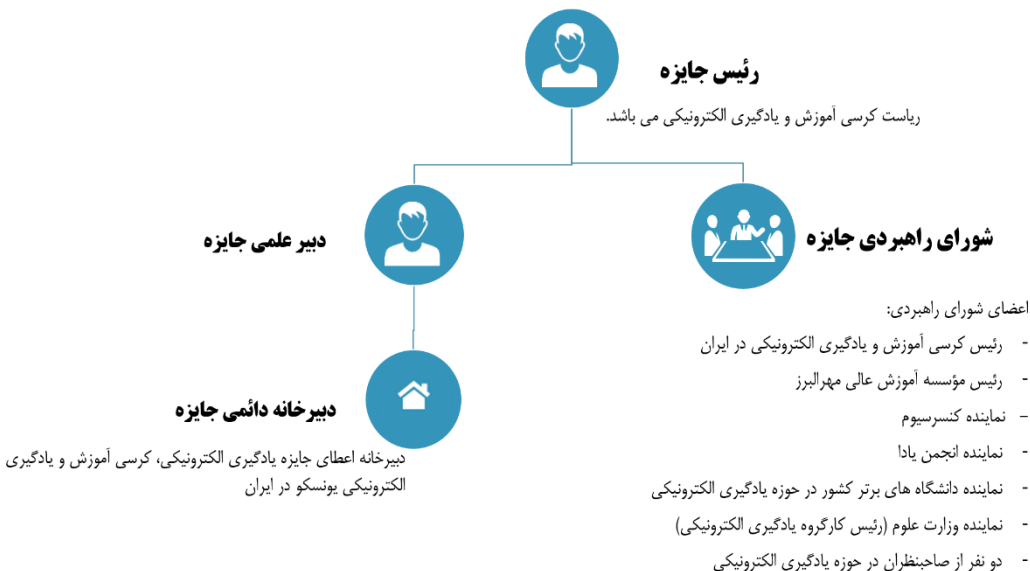 رئیس جایزه
ریاست کرسی آموزش و یادگیری الکترونیکی می باشد.
شورای راهبردی جایزه
اعضای شورای راهبردی:
- رئیس کرسی آموزش و یادگیری الکترونیکی در ایران
- رئیس مؤسسه آموزش عالی مهرالبرز
– نماینده کنسرسیوم
- نماینده انجمن یادا
- نماینده دانشگاه های برتر کشور در حوزه یادگیری الکترونیکی
- نماینده وزارت علوم (رئیس کارگروه یادگیری الکترونیکی)
- دو نفر از صاحبنظران در حوزه یادگیری الکترونیکی
دبیر علمی جایزه
دبیرخانه دائمی جایزه
دبیرخانه اعطای جایزه یادگیری الکترونیکی، کرسی آموزش و یادگیری
الکترونیکی یونسکو در ایران